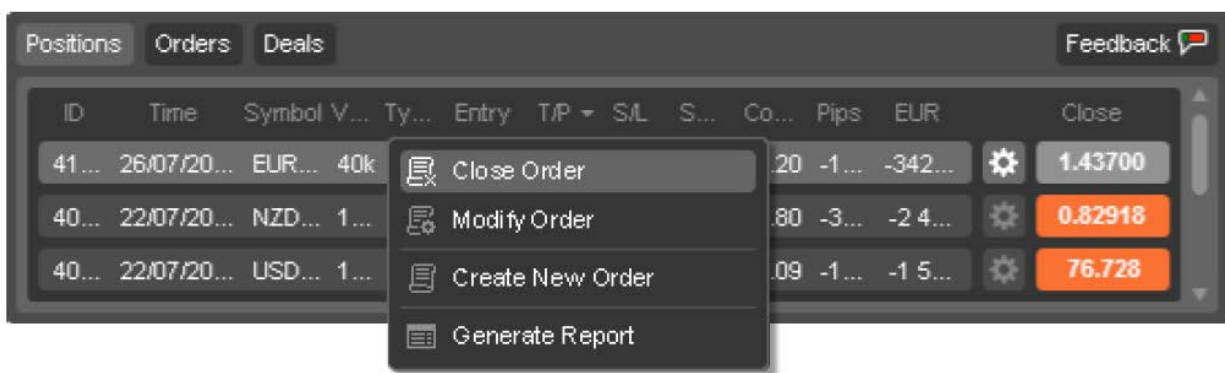 Positions Orders Deals Feedback
ID Time Symbol V... Ty... Entry T/P S/L S... Co... Pips EUR Close
41... 26/07/20... EUR... 40k .20 -1... -342... 1.43700
Close Order
40... 22/07/20... NZD... 1... .80 -3... -2 4... 0.82918
Modify Order
40... 22/07/20... USD... 1... .09 -1... -1 5... 76.728
Create New Order
Generate Report